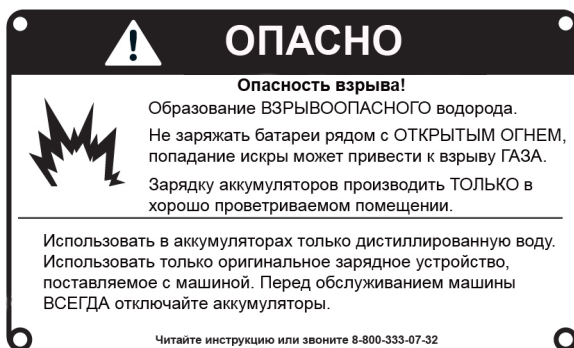 ОПАСНО
Опасность взрыва!
Образование ВЗРЫВООПАСНОГО водорода.
Не заряжать батареи рядом с ОТКРЫТЫМ ОГНЕМ,
попадание искры может привести к взрыву ГАЗА.
Зарядку аккумуляторов производить ТОЛЬКО в
хорошо проветриваемом помещении.
Использовать в аккумуляторах только дистиллированную воду.
Использовать только оригинальное зарядное устройство,
поставляемое с машиной. Перед обслуживанием машины
ВСЕГДА отключайте аккумуляторы.
Читайте инструкцию или звоните 8-800-333-07-32